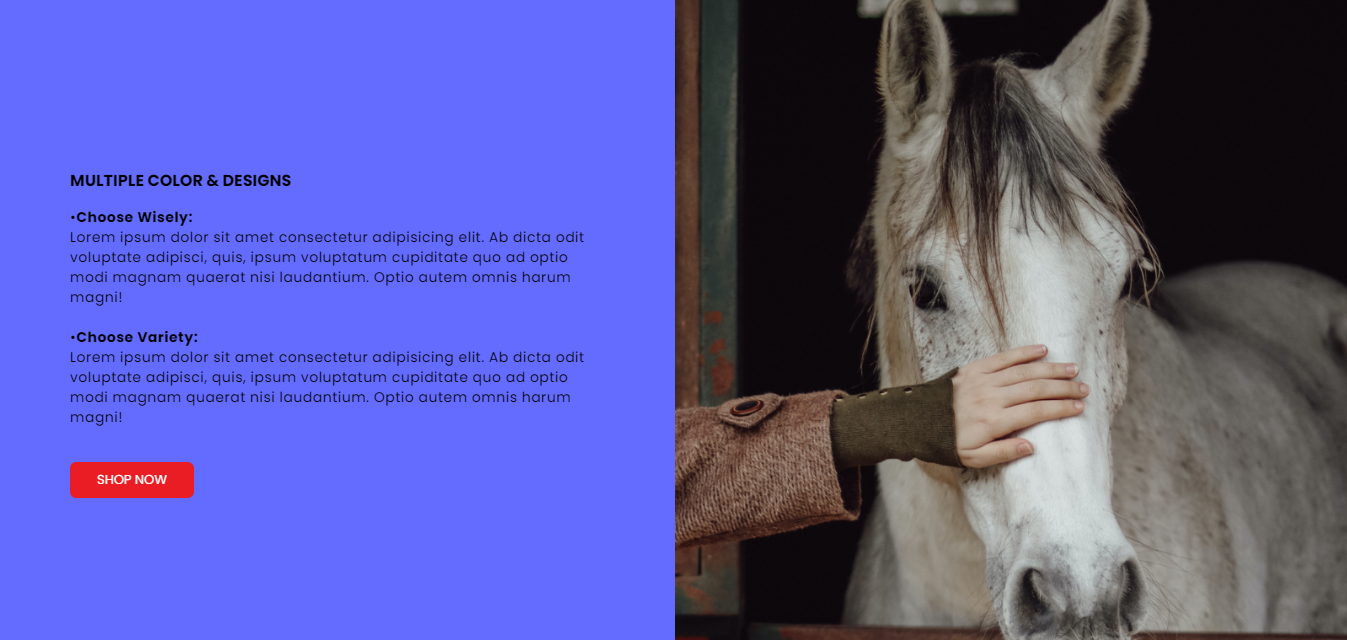 MULTIPLE COLOR & DESIGNS
•Choose Wisely:
Lorem ipsum dolor sit amet consectetur adipisicing elit. Ab dicta odit
voluptate adipisci, quis, ipsum voluptatum cupiditate quo ad optio
modi magnam quaerat nisi laudantium. Optio autem omnis harum
magni!
•Choose Variety:
Lorem ipsum dolor sit amet consectetur adipisicing elit. Ab dicta odit
voluptate adipisci, quis, ipsum voluptatum cupiditate quo ad optio
modi magnam quaerat nisi laudantium. Optio autem omnis harum
magni!
SHOP NOW